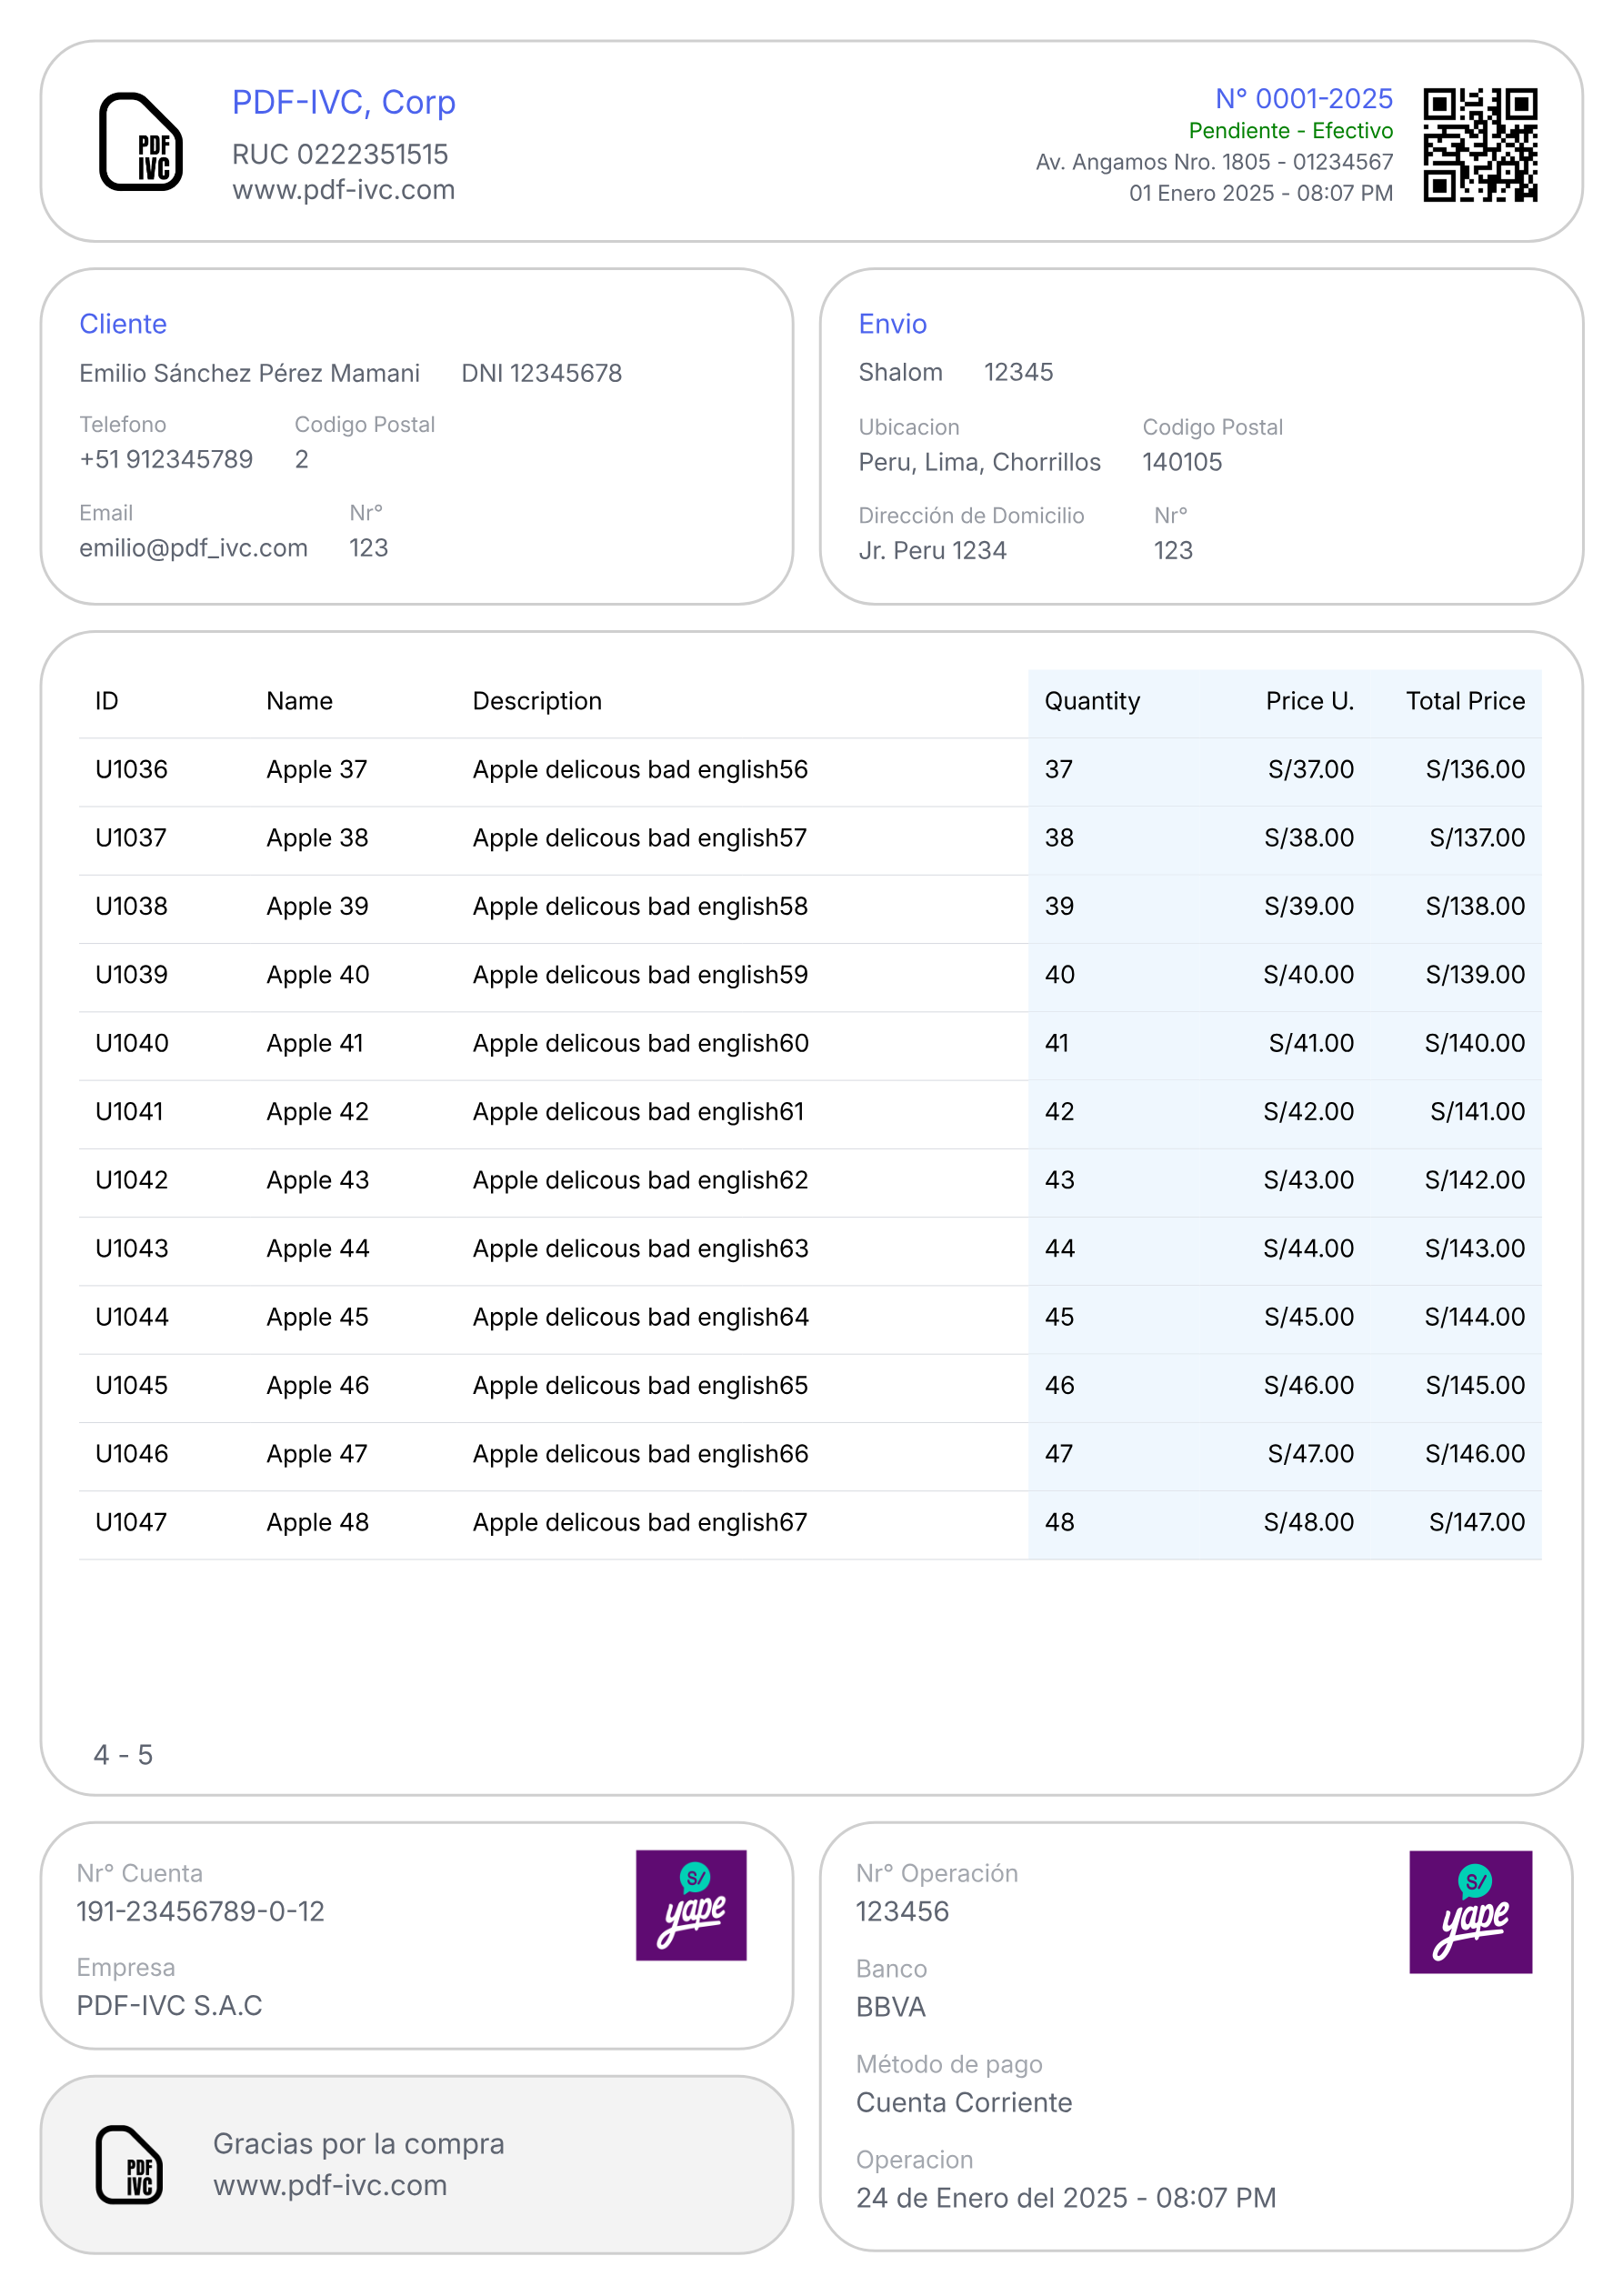 PDF
IVC
PDF-IVC, Corp
RUC 0222351515
www.pdf-ivc.com
N° 0001-2025
Pendiente - Efectivo
Av. Angamos Nro. 1805 - 01234567
01 Enero 2025 - 08:07 PM
Cliente
Emilio Sánchez Pérez Mamani DNI 12345678
Telefono Codigo Postal
+51 912345789 2
Email Nr°
emilio@pdf_ivc.com 123
Envio
Shalom 12345
Ubicacion Codigo Postal
Peru, Lima, Chorrillos 140105
Dirección de Domicilio Nr°
Jr. Peru 1234 123
ID Name Description Quantity Price U. Total Price
U1036 Apple 37 Apple delicous bad english56 37 S/37.00 S/136.00
U1037 Apple 38 Apple delicous bad english57 38 S/38.00 S/137.00
U1038 Apple 39 Apple delicous bad english58 39 S/39.00 S/138.00
U1039 Apple 40 Apple delicous bad english59 40 S/40.00 S/139.00
U1040 Apple 41 Apple delicous bad english60 41 S/41.00 S/140.00
U1041 Apple 42 Apple delicous bad english61 42 S/42.00 S/141.00
U1042 Apple 43 Apple delicous bad english62 43 S/43.00 S/142.00
U1043 Apple 44 Apple delicous bad english63 44 S/44.00 S/143.00
U1044 Apple 45 Apple delicous bad english64 45 S/45.00 S/144.00
U1045 Apple 46 Apple delicous bad english65 46 S/46.00 S/145.00
U1046 Apple 47 Apple delicous bad english66 47 S/47.00 S/146.00
U1047 Apple 48 Apple delicous bad english67 48 S/48.00 S/147.00
4 - 5
Nr° Cuenta
191-23456789-0-12
Empresa
PDF-IVC S.A.C
S/
yape
PDF
IVC
Gracias por la compra
www.pdf-ivc.com
Nr° Operación
123456
Banco
BBVA
Método de pago
Cuenta Corriente
Operacion
24 de Enero del 2025 - 08:07 PM
S/
yape